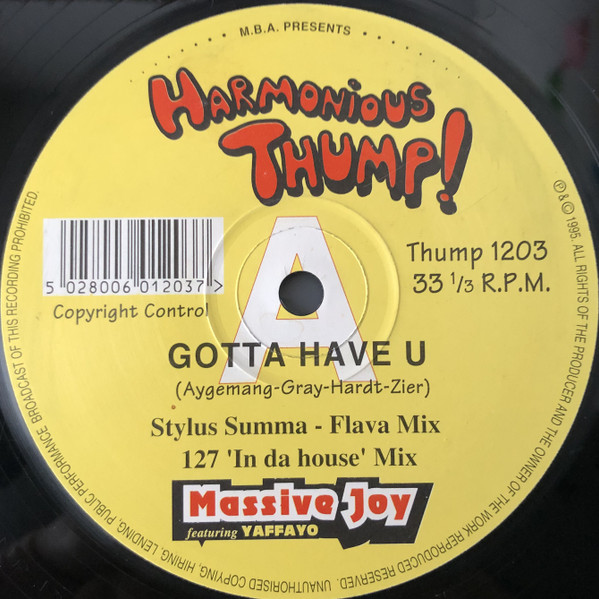 M.B.A. PRESENTS
HARMONIOUS
THUMP!
A
5 028006 012037 >
Copyright Control
Thump 1203
33 1/3 R.P.M.
GOTTA HAVE U
(Aygemang-Gray-Hardt-Zier)
Stylus Summa - Flava Mix
127 'In da house' Mix
Massive Joy
featuring YAFFAYO
℗ & © 1995. ALL RIGHTS OF THE PRODUCER AND THE OWNER OF THE WORK REPRODUCED RESERVED. UNAUTHORISED COPYING, HIRING, LENDING, PUBLIC PERFORMANCE BROADCAST OF THIS RECORDING PROHIBITED.